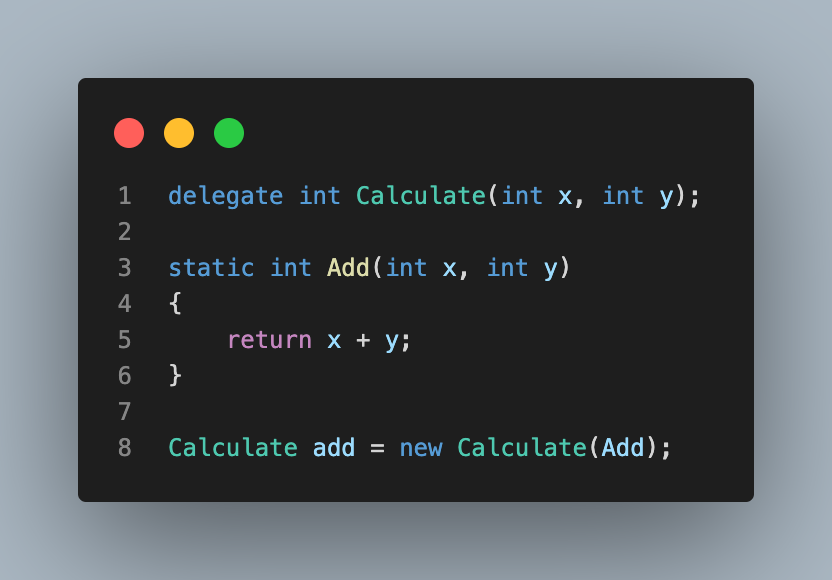 1 delegate int Calculate(int x, int y);
2
3 static int Add(int x, int y)
4 {
5     return x + y;
6 }
7
8 Calculate add = new Calculate(Add);